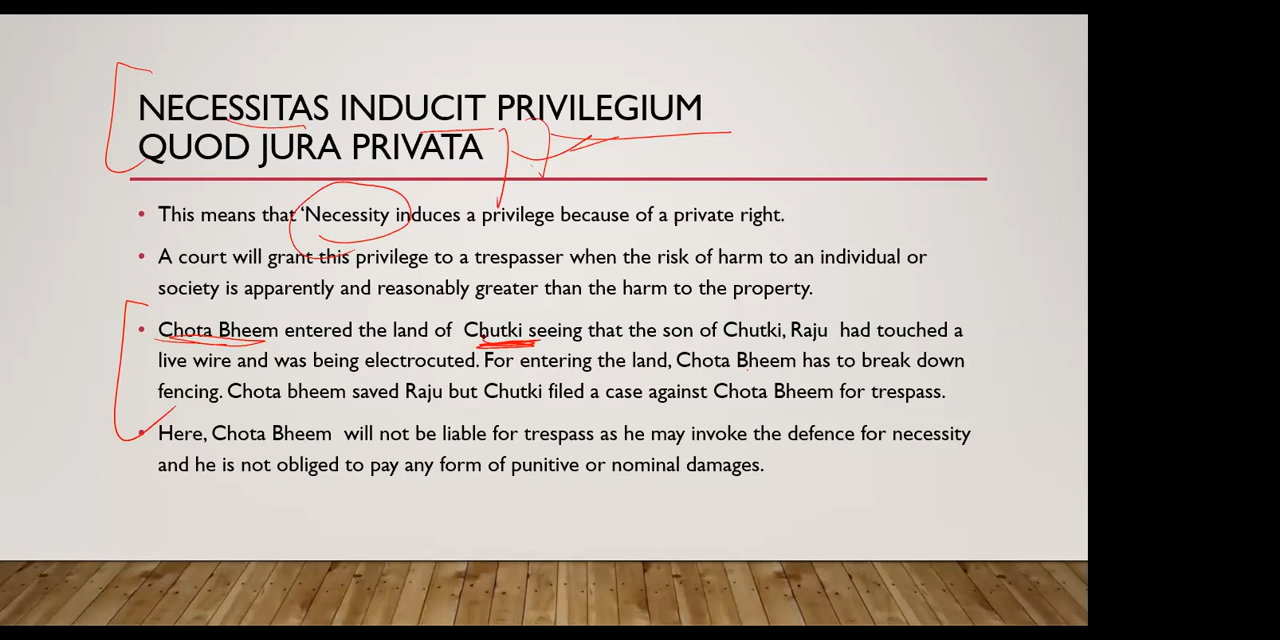 NECESSITAS INDUCIT PRIVILEGIUM
QUOD JURA PRIVATA
• This means that ‘Necessity induces a privilege because of a private right.
• A court will grant this privilege to a trespasser when the risk of harm to an individual or
society is apparently and reasonably greater than the harm to the property.
• Chota Bheem entered the land of Chutki seeing that the son of Chutki, Raju had touched a
live wire and was being electrocuted. For entering the land, Chota Bheem has to break down
fencing. Chota bheem saved Raju but Chutki filed a case against Chota Bheem for trespass.
• Here, Chota Bheem will not be liable for trespass as he may invoke the defence for necessity
and he is not obliged to pay any form of punitive or nominal damages.